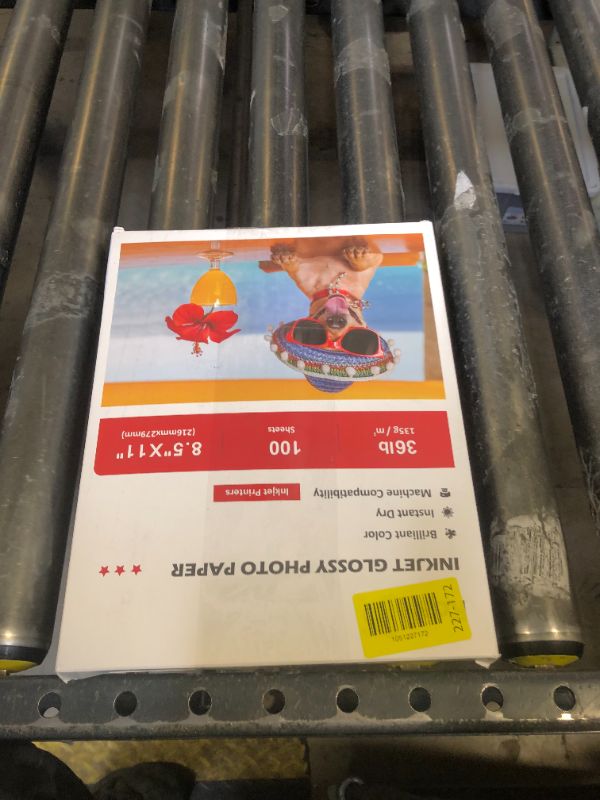 INKJET GLOSSY PHOTO PAPER
Brilliant Color
Instant Dry
Machine Compatibility Inkjet Printers
36lb
135g / m²
100
Sheets
8.5"X11"
(216mmx279mm)
1051227172
227-172